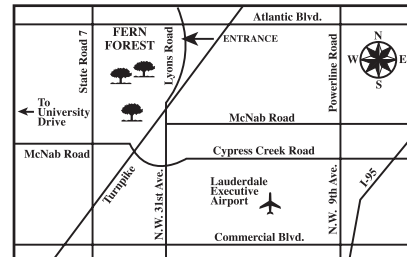 Atlantic Blvd.
FERN
FOREST
ENTRANCE
State Road 7
Lyons Road
Powerline Road
N
W
E
S
To
University
Drive
McNab Road
McNab Road
Cypress Creek Road
Turnpike
N.W. 31st Ave.
Lauderdale
Executive
Airport
N.W. 9th Ave.
I-95
Commercial Blvd.